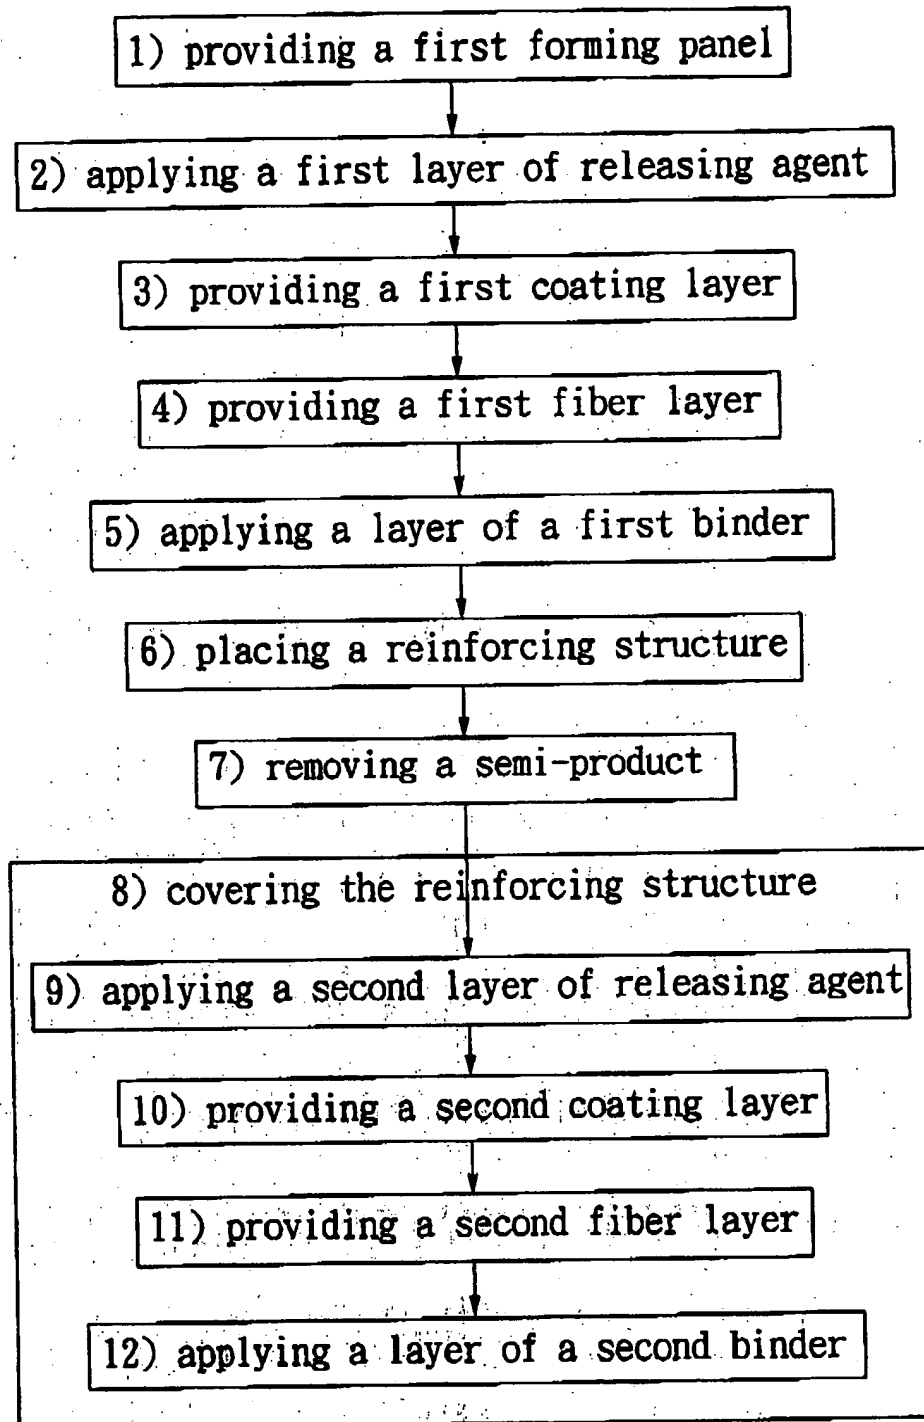 1) providing a first forming panel
2) applying a first layer of releasing agent
3) providing a first coating layer
4) providing a first fiber layer
5) applying a layer of a first binder
6) placing a reinforcing structure
7) removing a semi-product
8) covering the reinforcing structure
9) applying a second layer of releasing agent
10) providing a second coating layer
11) providing a second fiber layer
12) applying a layer of a second binder